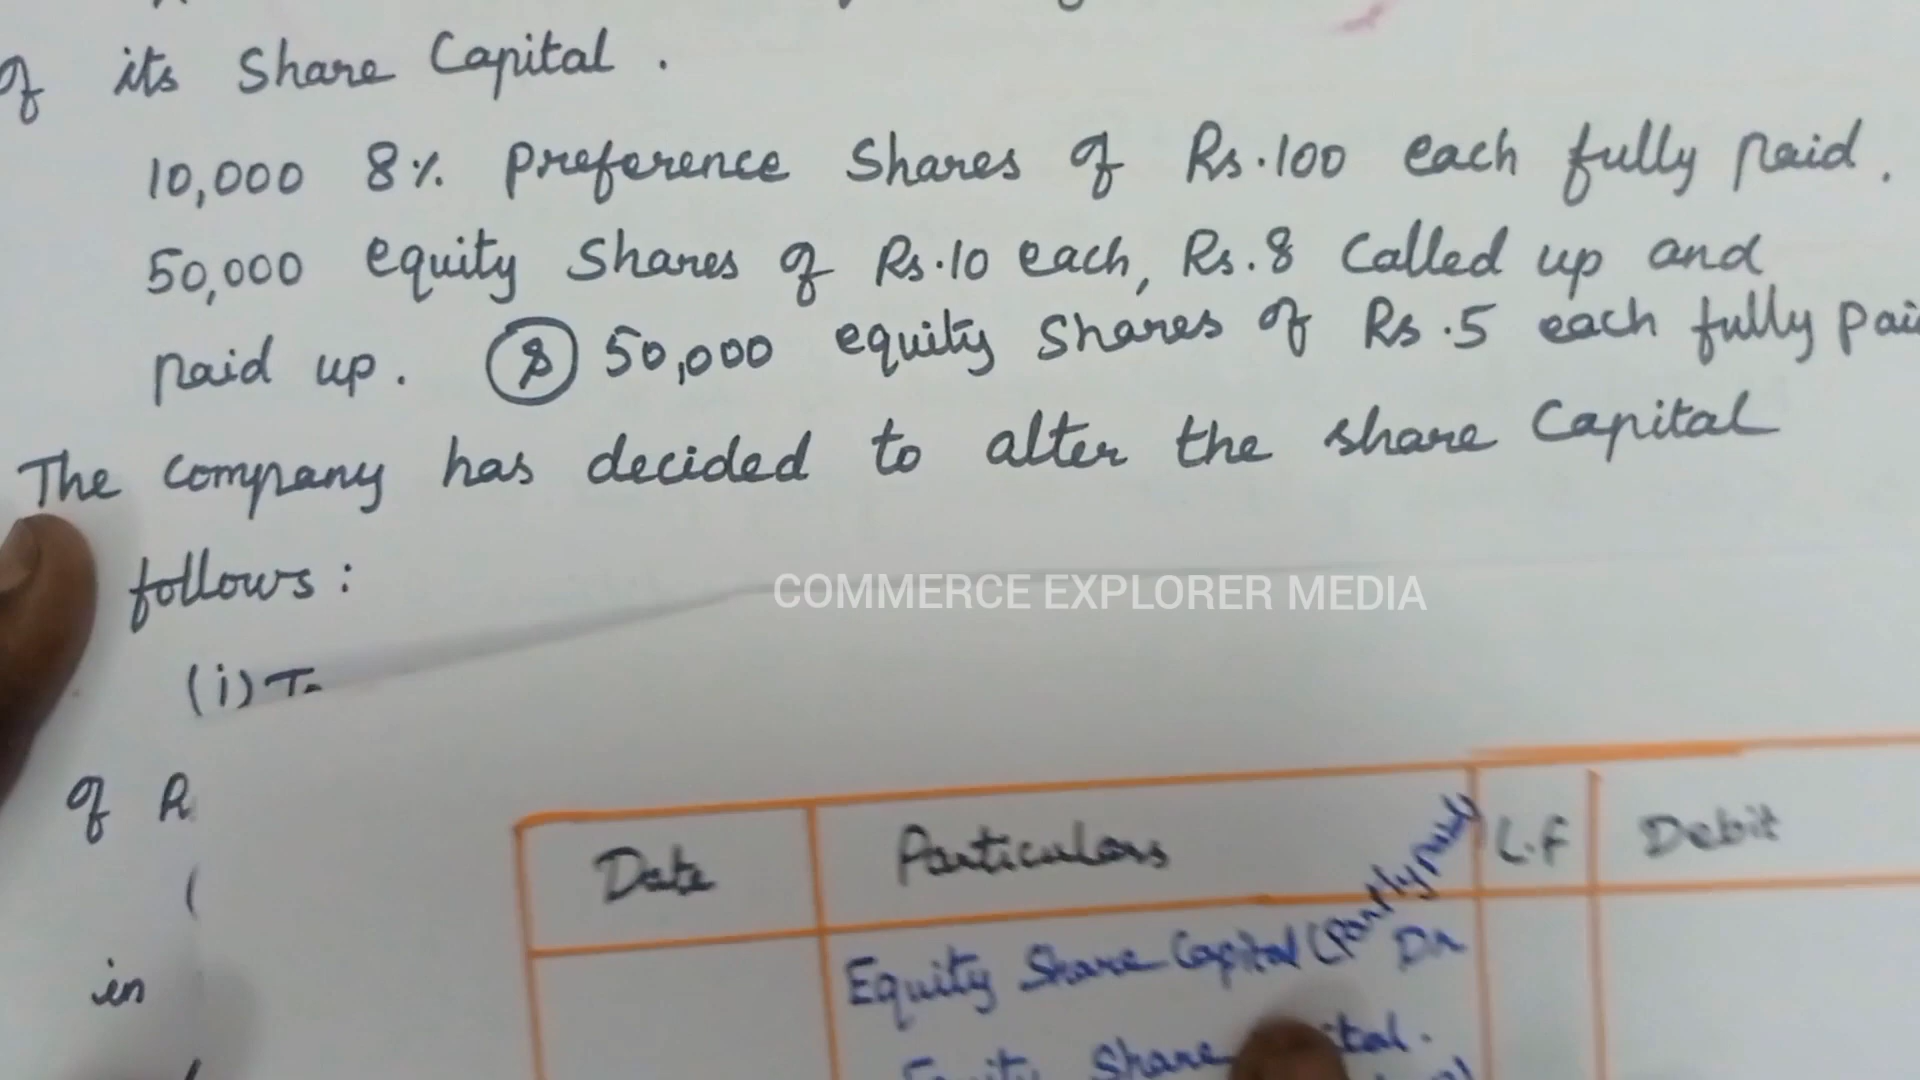 of its Share Capital.
10,000 8% preference Shares of Rs.100 each fully paid.
50,000 equity Shares of Rs.10 each, Rs.8 Called up and
paid up. & 50,000 equity Shares of Rs.5 each fully pai
The company has decided to alter the share Capital
follows:
COMMERCE EXPLORER MEDIA
(i)
of R
in
Date Particulars L.F Debit
Equity Share Capital (Partly paid) Dr
Equity Share